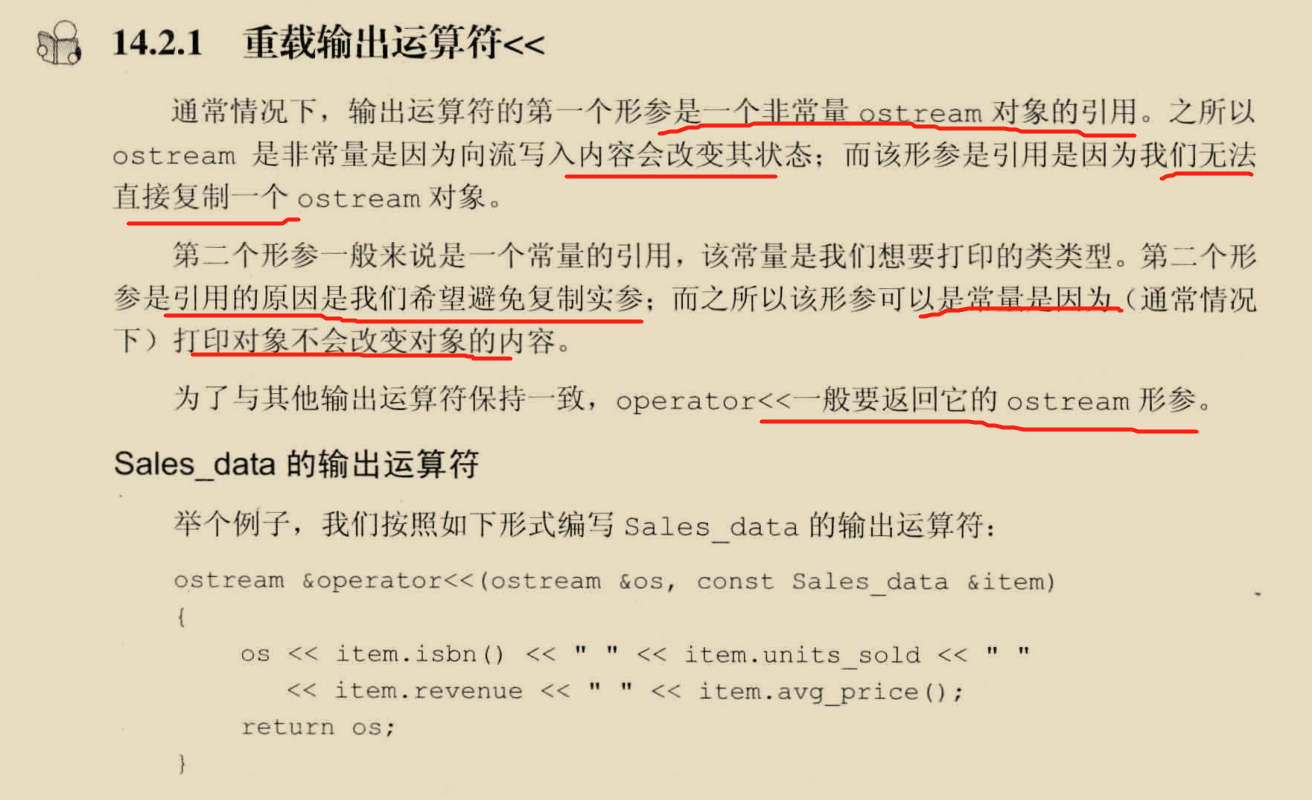 14.2.1 重载输出运算符<<
通常情况下，输出运算符的第一个形参是一个非常量 ostream 对象的引用。之所以
ostream 是非常量是因为向流写入内容会改变其状态；而该形参是引用是因为我们无法
直接复制一个 ostream 对象。
第二个形参一般来说是一个常量的引用，该常量是我们想要打印的类类型。第二个形
参是引用的原因是我们希望避免复制实参；而之所以该形参可以是常量是因为（通常情况
下）打印对象不会改变对象的内容。
为了与其他输出运算符保持一致，operator<<一般要返回它的 ostream 形参。
Sales_data 的输出运算符
举个例子，我们按照如下形式编写 Sales_data 的输出运算符：
ostream &operator<<(ostream &os, const Sales_data &item)
{
os << item.isbn() << " " << item.units_sold << " "
<< item.revenue << " " << item.avg_price();
return os;
}